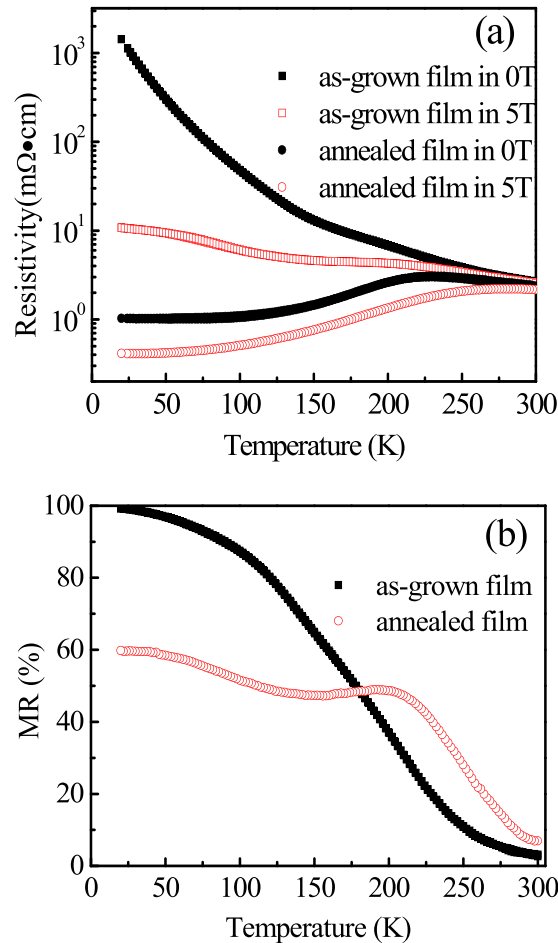 (a)
as-grown film in 0T
as-grown film in 5T
annealed film in 0T
annealed film in 5T
10³
10²
10¹
10⁰
Resistivity(mΩ•cm)
0 50 100 150 200 250 300
Temperature (K)
(b)
as-grown film
annealed film
100
80
60
40
20
0
MR (%)
0 50 100 150 200 250 300
Temperature (K)